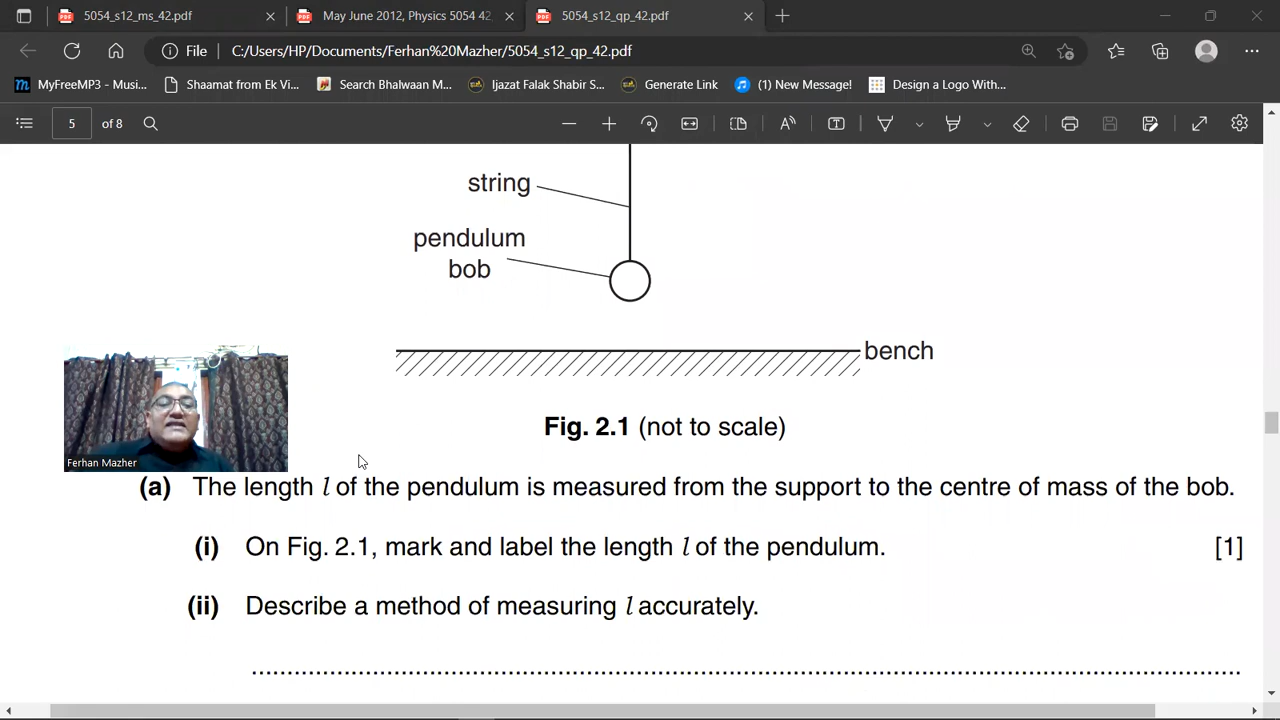 5054_s12_ms_42.pdf
May June 2012, Physics 5054 42_
5054_s12_qp_42.pdf
File
C:/Users/HP/Documents/Ferhan%20Mazher/5054_s12_qp_42.pdf
MyFreeMP3 - Musi...
Shaamat from Ek Vi...
Search Bhalwaan M...
Ijazat Falak Shabir S...
Generate Link
(1) New Message!
Design a Logo With...
5 of 8
string
pendulum
bob
bench
Fig. 2.1 (not to scale)
Ferhan Mazher
(a) The length l of the pendulum is measured from the support to the centre of mass of the bob.
(i) On Fig. 2.1, mark and label the length l of the pendulum. [1]
(ii) Describe a method of measuring l accurately.